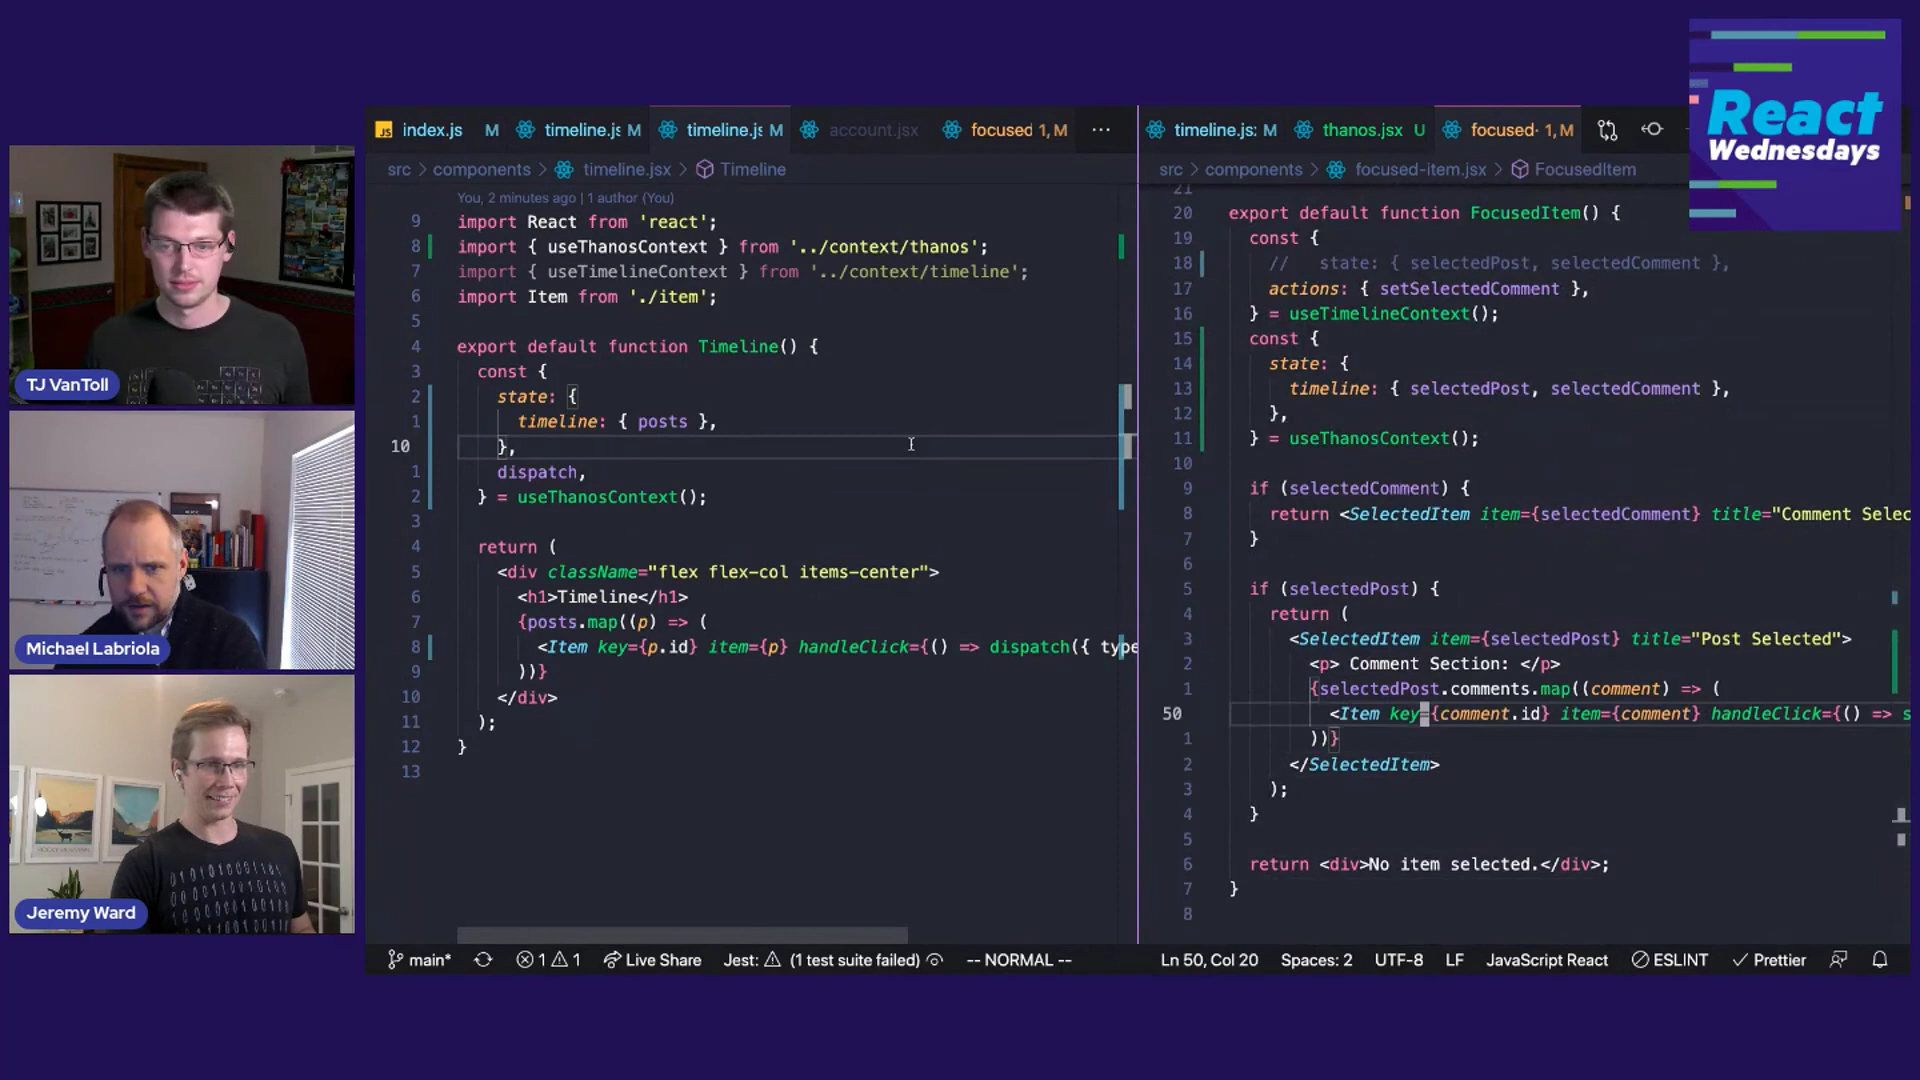 React
Wednesdays
TJ VanToll
Michael Labriola
Jeremy Ward
JS index.js M timeline.js M timeline.js M account.jsx focused 1, M ...
src > components > timeline.jsx > Timeline
You, 2 minutes ago | 1 author (You)
9 import React from 'react';
8 import { useThanosContext } from '../context/thanos';
7 import { useTimelineContext } from '../context/timeline';
6 import Item from './item';
5
4 export default function Timeline() {
3 const {
2 state: {
1 timeline: { posts },
10 },
1 dispatch,
2 } = useThanosContext();
3
4 return (
5 <div className="flex flex-col items-center">
6 <h1>Timeline</h1>
7 {posts.map((p) => (
8 <Item key={p.id} item={p} handleClick={() => dispatch({ type
9 ))}
10 </div>
11 );
12 }
13
timeline.js: M thanos.jsx U focused· 1, M
src > components > focused-item.jsx > FocusedItem
21
20 export default function FocusedItem() {
19 const {
18 // state: { selectedPost, selectedComment },
17 actions: { setSelectedComment },
16 } = useTimelineContext();
15 const {
14 state: {
13 timeline: { selectedPost, selectedComment },
12 },
11 } = useThanosContext();
10
9 if (selectedComment) {
8 return <SelectedItem item={selectedComment} title="Comment Selec
7 }
6
5 if (selectedPost) {
4 return (
3 <SelectedItem item={selectedPost} title="Post Selected">
2 <p> Comment Section: </p>
1 {selectedPost.comments.map((comment) => (
50 <Item key={comment.id} item={comment} handleClick={() => s
1 ))}
2 </SelectedItem>
3 );
4 }
5
6 return <div>No item selected.</div>;
7 }
8
main* 1 1 Live Share Jest: (1 test suite failed) -- NORMAL -- Ln 50, Col 20 Spaces: 2 UTF-8 LF JavaScript React ESLINT Prettier